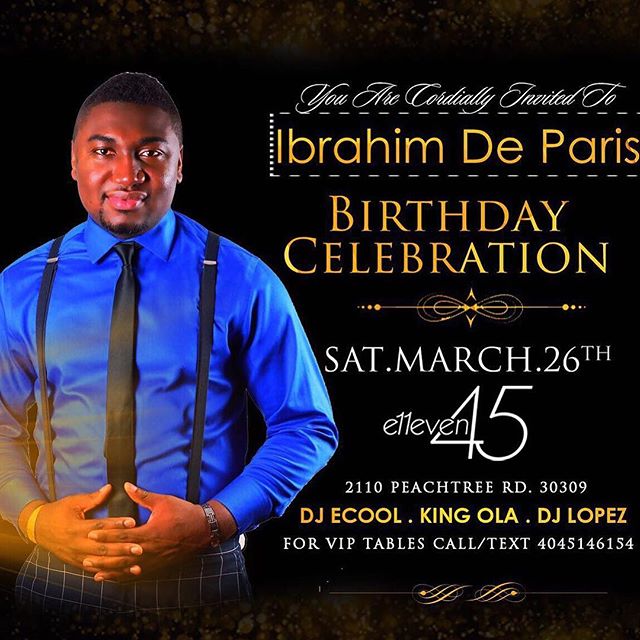 You Are Cordially Invited To
Ibrahim De Paris
BIRTHDAY
CELEBRATION
SAT.MARCH.26TH
e11even45
2110 PEACHTREE RD. 30309
DJ ECOOL . KING OLA . DJ LOPEZ
FOR VIP TABLES CALL/TEXT 4045146154